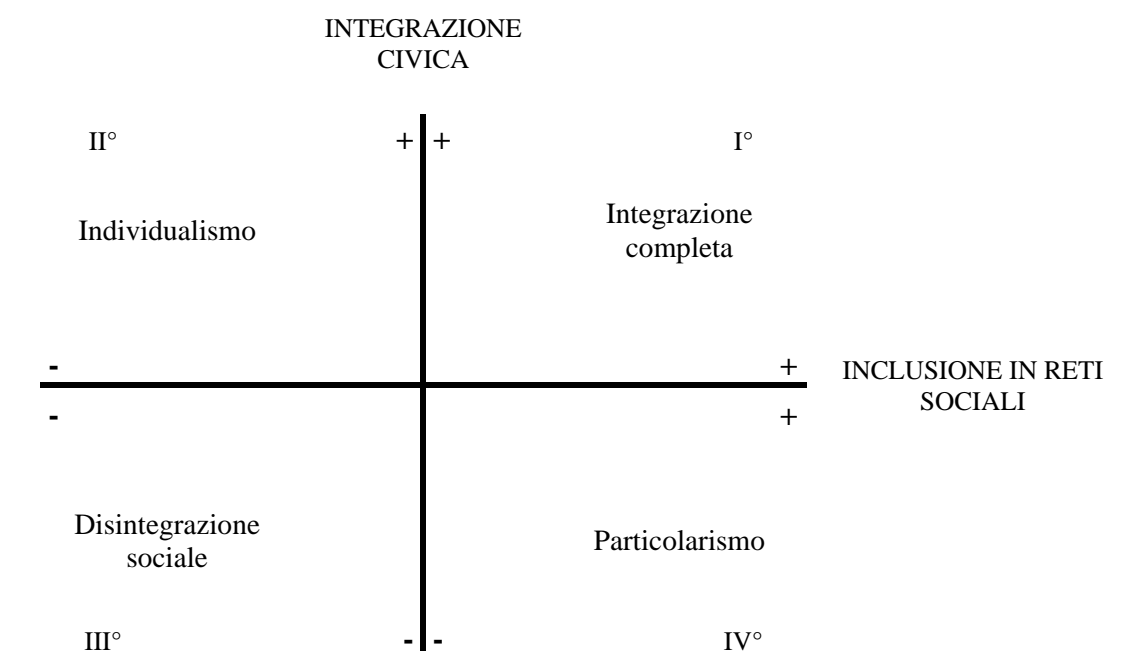 INTEGRAZIONE
CIVICA
II°
+ +
I°
Individualismo
Integrazione
completa
-
+
INCLUSIONE IN RETI
SOCIALI
-
+
Disintegrazione
sociale
Particolarismo
III°
- -
IV°